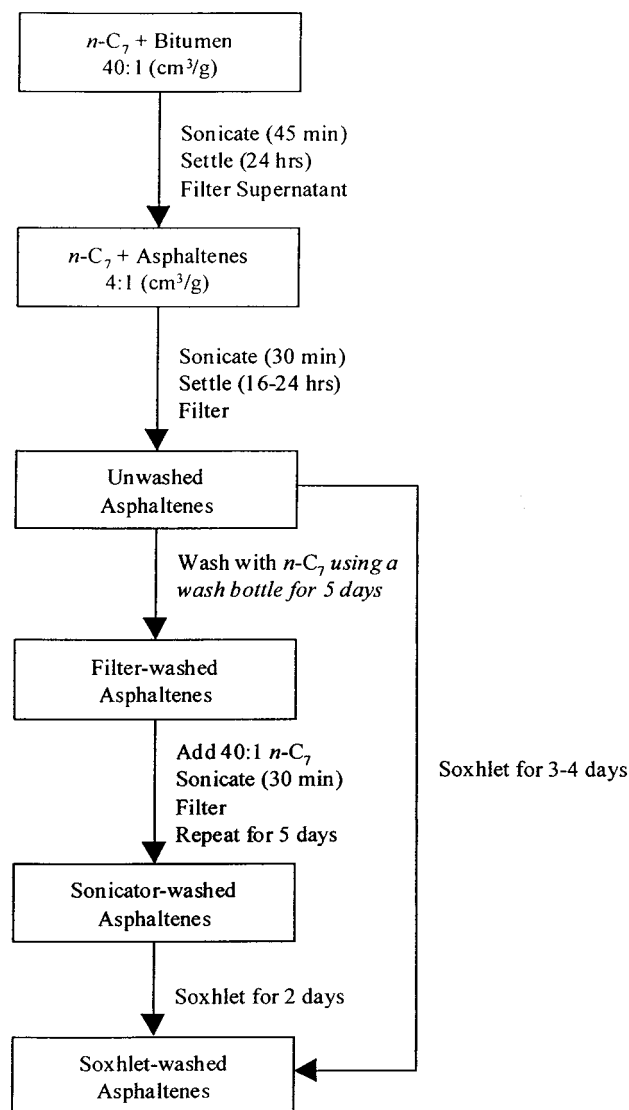 n-C₇ + Bitumen
40:1 (cm³/g)
Sonicate (45 min)
Settle (24 hrs)
Filter Supernatant
n-C₇ + Asphaltenes
4:1 (cm³/g)
Sonicate (30 min)
Settle (16-24 hrs)
Filter
Unwashed
Asphaltenes
Wash with n-C₇ using a
wash bottle for 5 days
Filter-washed
Asphaltenes
Add 40:1 n-C₇
Sonicate (30 min)
Filter
Repeat for 5 days
Soxhlet for 3-4 days
Sonicator-washed
Asphaltenes
Soxhlet for 2 days
Soxhlet-washed
Asphaltenes